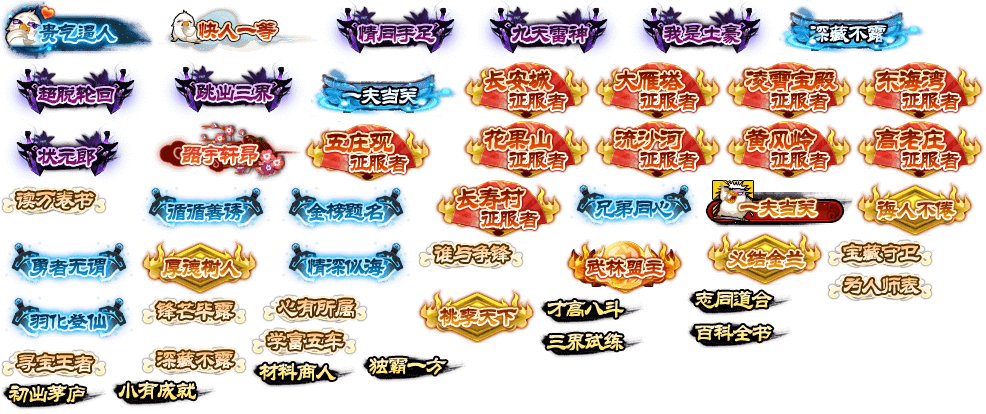 贵气逼人
快人一等
情同手足
九天雷神
我是土豪
深藏不露
超脱轮回
跳出三界
一夫当关
长安城
征服者
大雁塔
征服者
凌霄宝殿
征服者
东海湾
征服者
状元郎
器宇轩昂
五庄观
征服者
花果山
征服者
流沙河
征服者
黄风岭
征服者
高老庄
征服者
读万卷书
循循善诱
金榜题名
长寿村
征服者
兄弟同心
一夫当关
诲人不倦
勇者无谓
厚德树人
情深似海
谁与争锋
武林盟主
义结金兰
宝藏守卫
为人师表
羽化登仙
锋芒毕露
心有所属
桃李天下
才高八斗
志同道合
学富五车
三界试练
百科全书
寻宝王者
深藏不露
材料商人
独霸一方
初出茅庐
小有成就